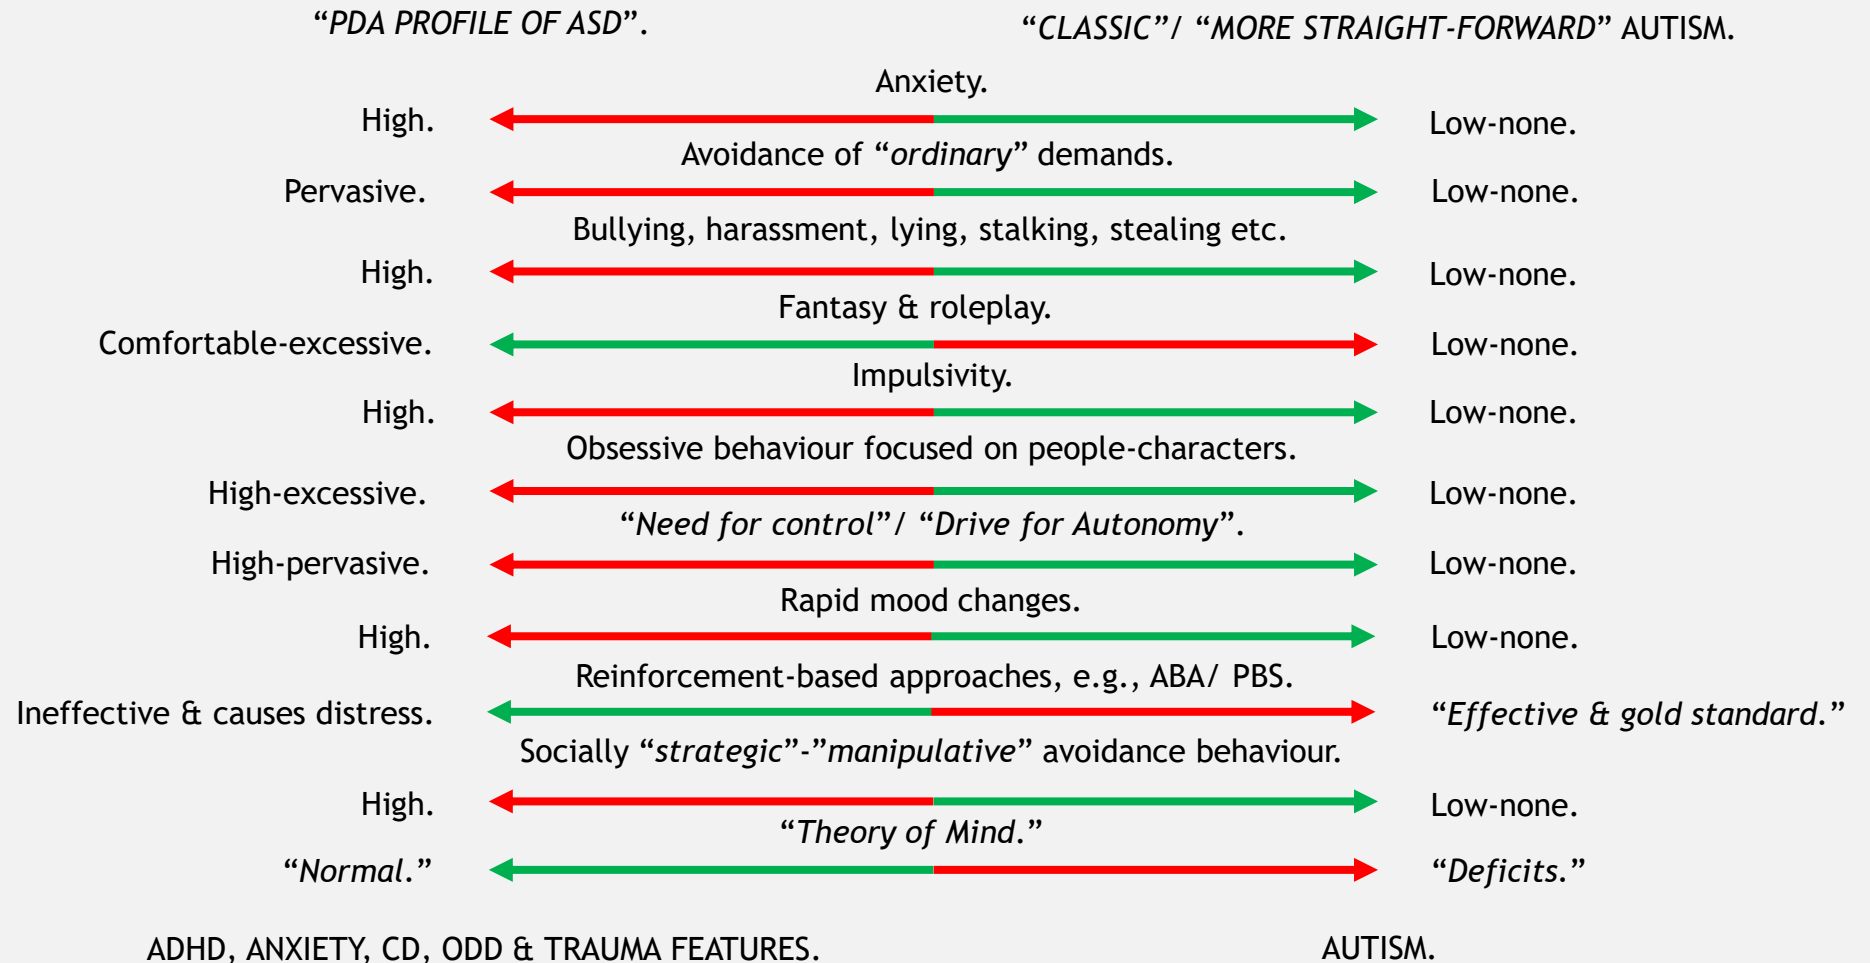 “PDA PROFILE OF ASD”.
“CLASSIC”/ “MORE STRAIGHT-FORWARD” AUTISM.
Anxiety.
High.
Low-none.
Avoidance of “ordinary” demands.
Pervasive.
Low-none.
Bullying, harassment, lying, stalking, stealing etc.
High.
Low-none.
Fantasy & roleplay.
Comfortable-excessive.
Low-none.
Impulsivity.
High.
Low-none.
Obsessive behaviour focused on people-characters.
High-excessive.
Low-none.
“Need for control”/ “Drive for Autonomy”.
High-pervasive.
Low-none.
Rapid mood changes.
High.
Low-none.
Reinforcement-based approaches, e.g., ABA/ PBS.
Ineffective & causes distress.
“Effective & gold standard.”
Socially “strategic”-”manipulative” avoidance behaviour.
High.
Low-none.
“Theory of Mind.”
“Normal.”
“Deficits.”
ADHD, ANXIETY, CD, ODD & TRAUMA FEATURES.
AUTISM.